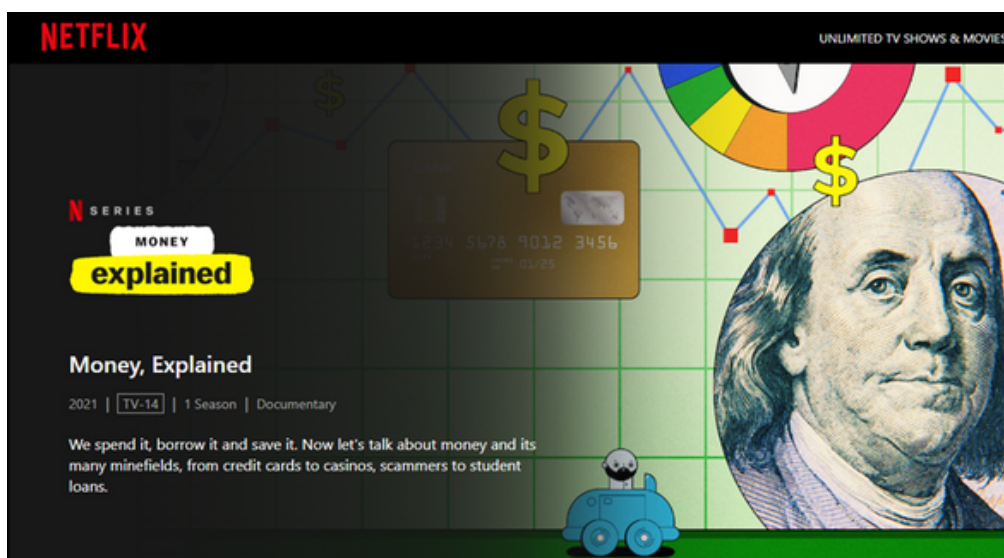 NETFLIX
UNLIMITED TV SHOWS & MOVIES
$
$
$
1234 5678 9012 3456
01/25
N SERIES
MONEY
explained
Money, Explained
2021 | TV-14 | 1 Season | Documentary
We spend it, borrow it and save it. Now let's talk about money and its
many minefields, from credit cards to casinos, scammers to student
loans.